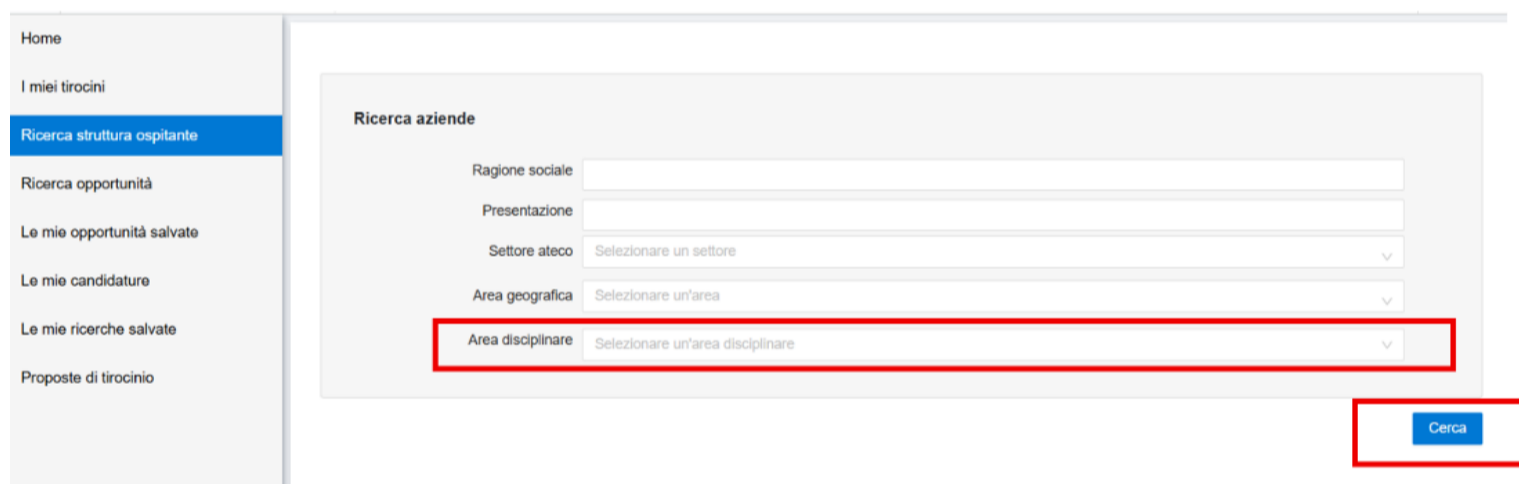 Home
I miei tirocini
Ricerca struttura ospitante
Ricerca opportunità
Le mie opportunità salvate
Le mie candidature
Le mie ricerche salvate
Proposte di tirocinio
Ricerca aziende
Ragione sociale
Presentazione
Settore ateco Selezionare un settore
Area geografica Selezionare un'area
Area disciplinare Selezionare un'area disciplinare
Cerca